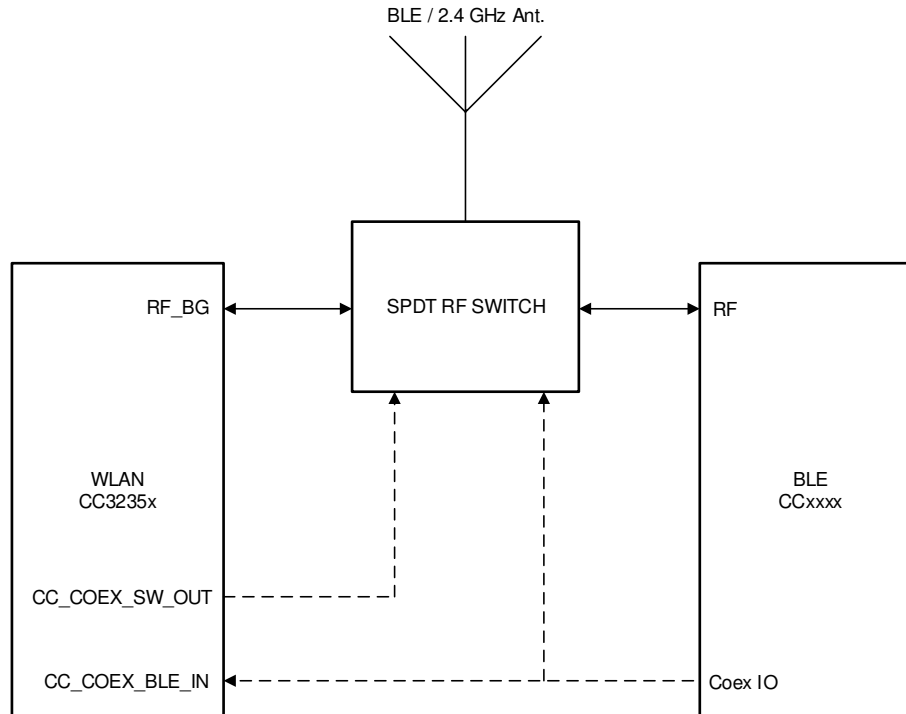 BLE / 2.4 GHz Ant.
RF_BG
SPDT RF SWITCH
RF
WLAN
CC3235x
BLE
CCxxxx
CC_COEX_SW_OUT
CC_COEX_BLE_IN
Coex IO